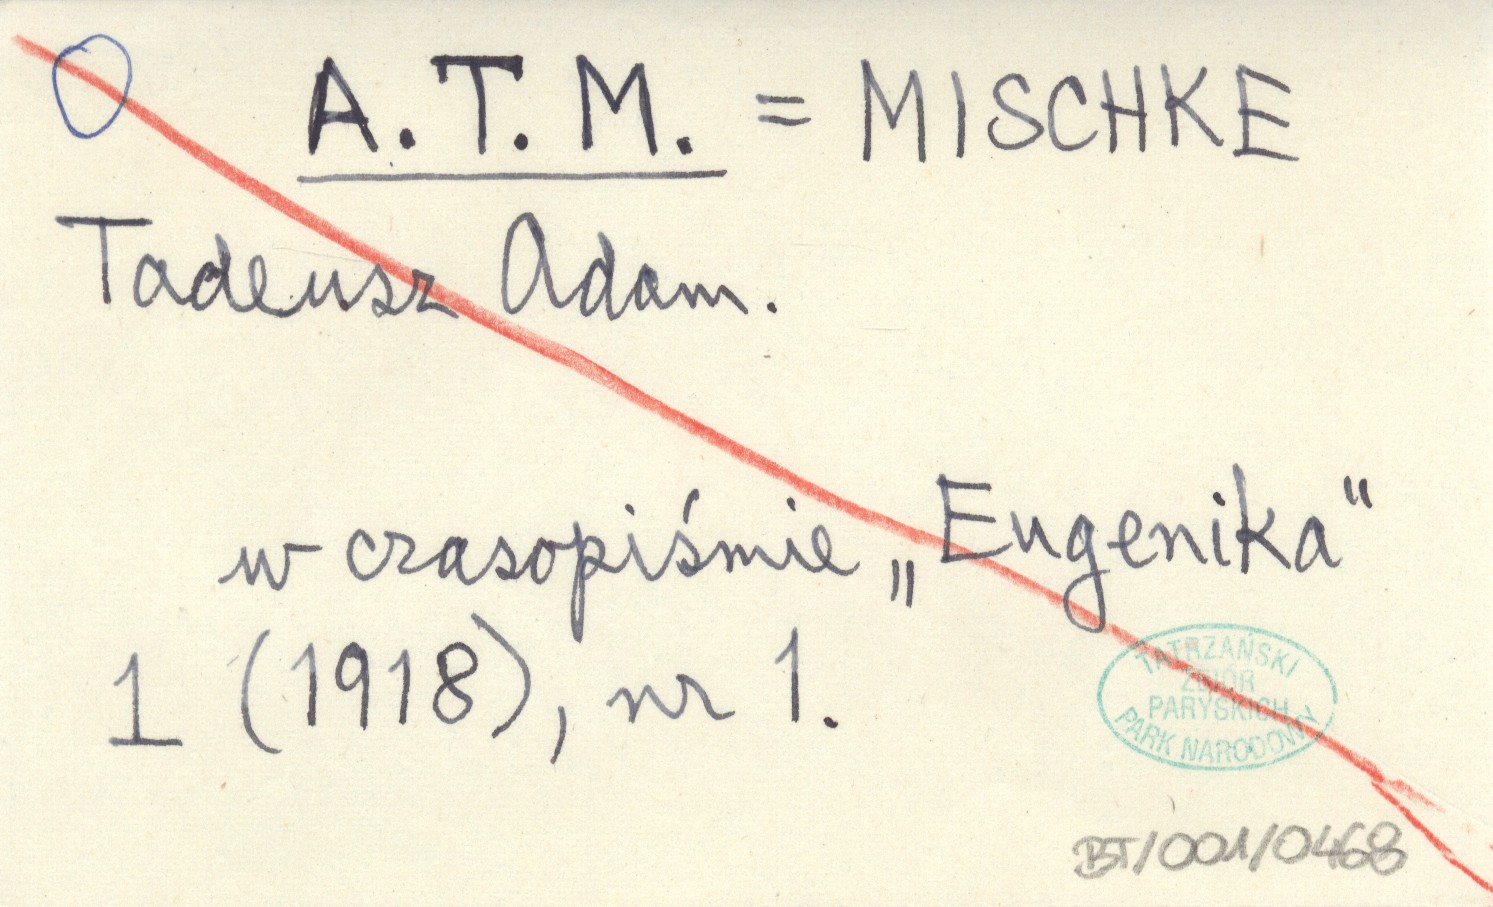 A.T.M. = MISCHKE
Tadeusz Adam.
w czasopiśmie „Eugenika"
1 (1918), nr 1.
TATRZAŃSKI
ZBIÓR
PARYSKICH
PARK NARODOWY
BT/001/0468